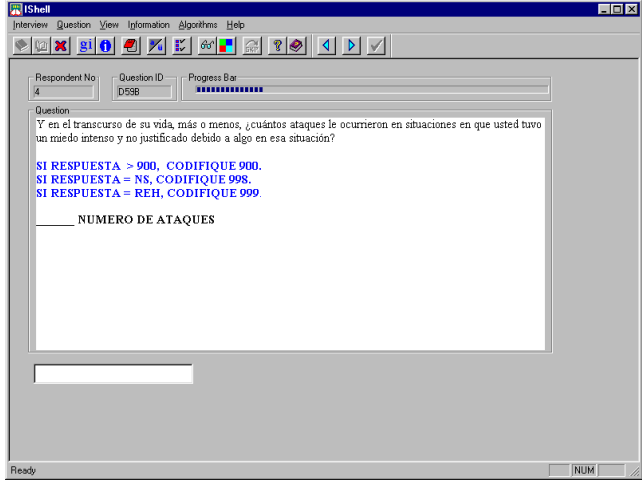 IShell
Interview Question View Information Algorithms Help
gi
Respondent No
Question ID
Progress Bar
4
D59B
Question
Y en el transcurso de su vida, más o menos, ¿cuántos ataques le ocurrieron en situaciones en que usted tuvo
un miedo intenso y no justificado debido a algo en esa situación?
SI RESPUESTA > 900, CODIFIQUE 900.
SI RESPUESTA = NS, CODIFIQUE 998.
SI RESPUESTA = REH, CODIFIQUE 999.
______ NUMERO DE ATAQUES
Ready
NUM